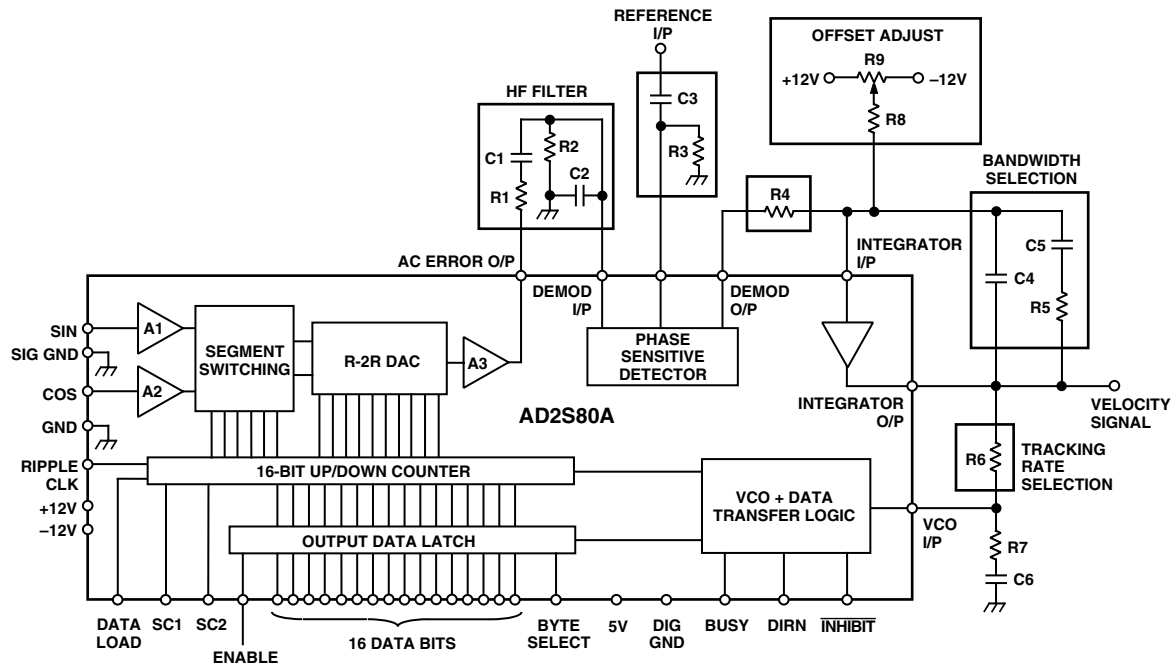 REFERENCE
I/P
OFFSET ADJUST
R9
+12V
–12V
R8
HF FILTER
C3
R3
C1
R2
C2
R1
BANDWIDTH
SELECTION
R4
C5
C4
R5
AC ERROR O/P
DEMOD
I/P
DEMOD
O/P
INTEGRATOR
I/P
SIN
SIG GND
COS
GND
RIPPLE
CLK
+12V
–12V
A1
A2
SEGMENT
SWITCHING
R-2R DAC
A3
PHASE
SENSITIVE
DETECTOR
AD2S80A
INTEGRATOR
O/P
VELOCITY
SIGNAL
R6
TRACKING
RATE
SELECTION
16-BIT UP/DOWN COUNTER
VCO + DATA
TRANSFER LOGIC
VCO
I/P
OUTPUT DATA LATCH
R7
C6
DATA
LOAD
SC1
SC2
ENABLE
16 DATA BITS
BYTE
SELECT
5V
DIG
GND
BUSY
DIRN
INHIBIT